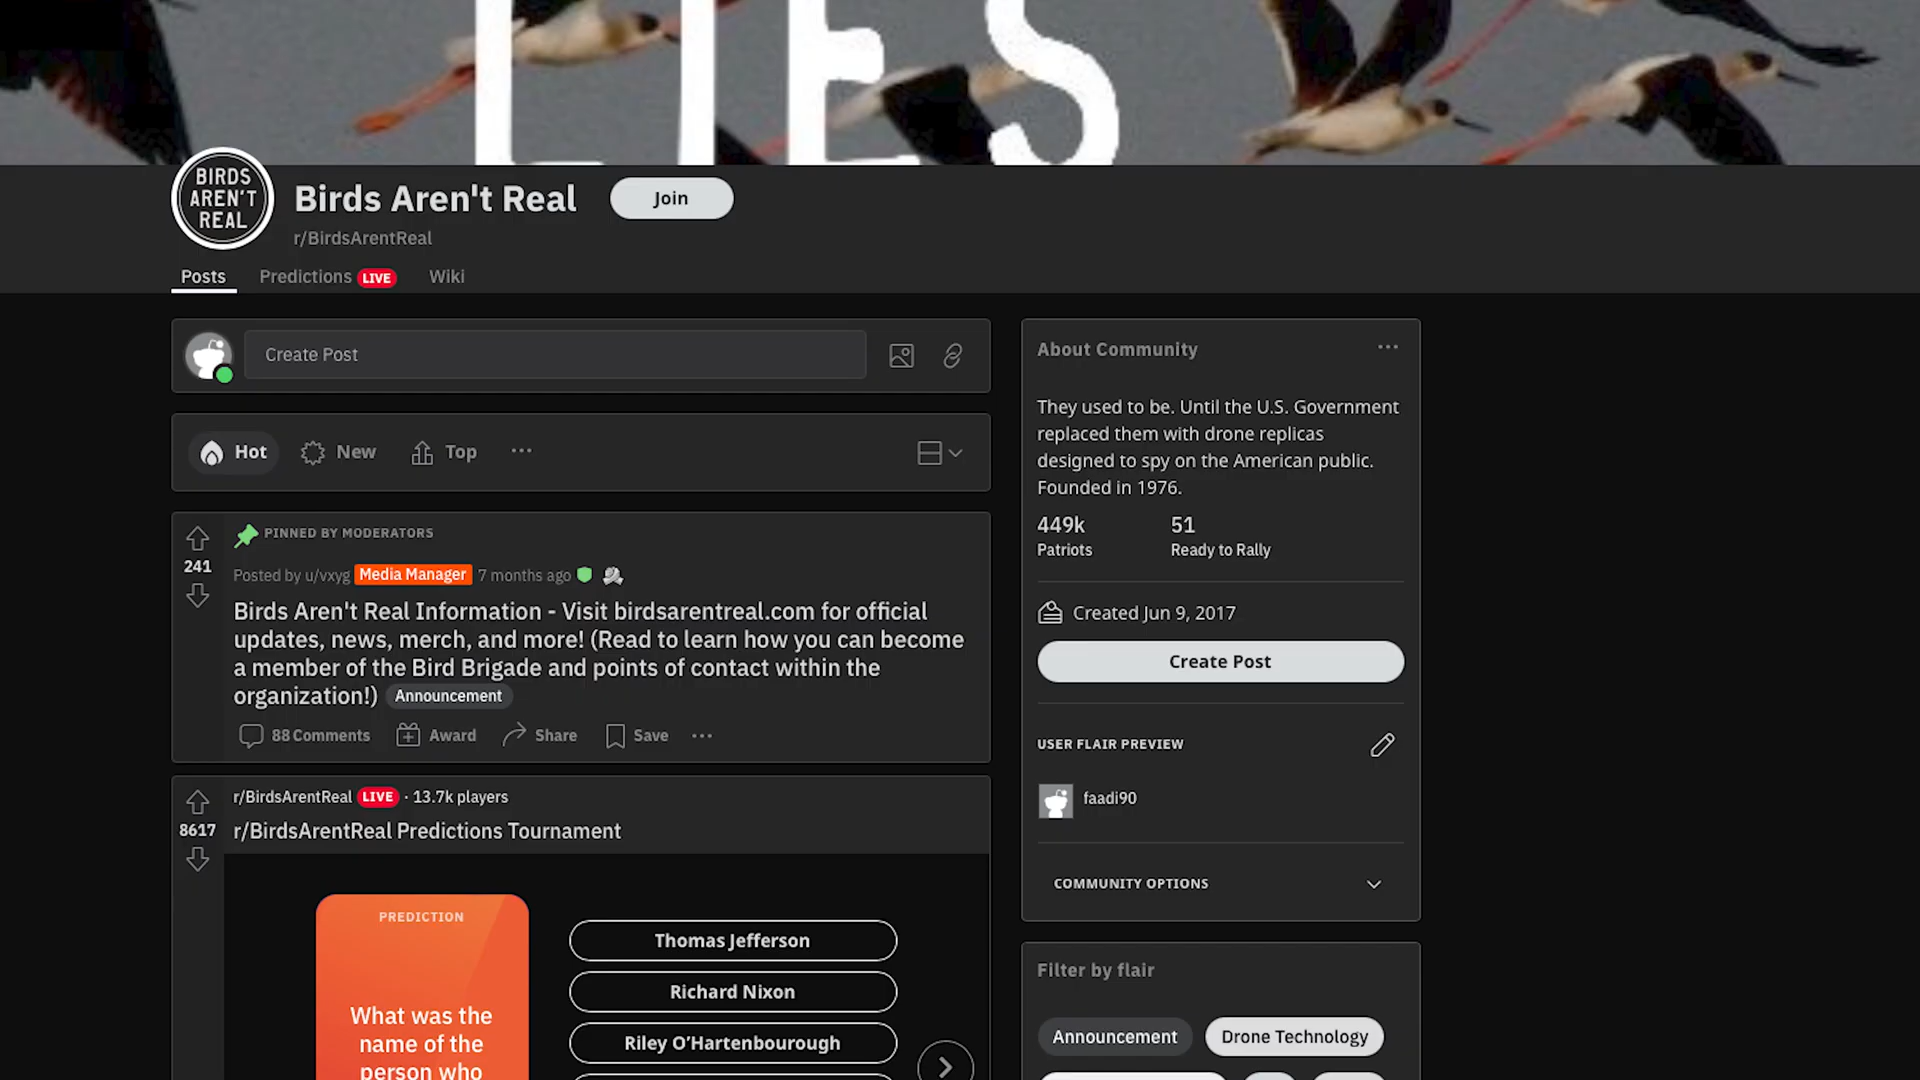 LIES
BIRDS
AREN'T
REAL
Birds Aren't Real
Join
r/BirdsArentReal
Posts
Predictions LIVE
Wiki
Create Post
Hot
New
Top
PINNED BY MODERATORS
241
Posted by u/vxyg Media Manager 7 months ago
Birds Aren't Real Information - Visit birdsarentreal.com for official
updates, news, merch, and more! (Read to learn how you can become
a member of the Bird Brigade and points of contact within the
organization!) Announcement
88 Comments
Award
Share
Save
r/BirdsArentReal LIVE · 13.7k players
8617
r/BirdsArentReal Predictions Tournament
PREDICTION
What was the
name of the
person who
Thomas Jefferson
Richard Nixon
Riley O’Hartenbourough
About Community
They used to be. Until the U.S. Government
replaced them with drone replicas
designed to spy on the American public.
Founded in 1976.
449k
Patriots
51
Ready to Rally
Created Jun 9, 2017
Create Post
USER FLAIR PREVIEW
faadi90
COMMUNITY OPTIONS
Filter by flair
Announcement
Drone Technology